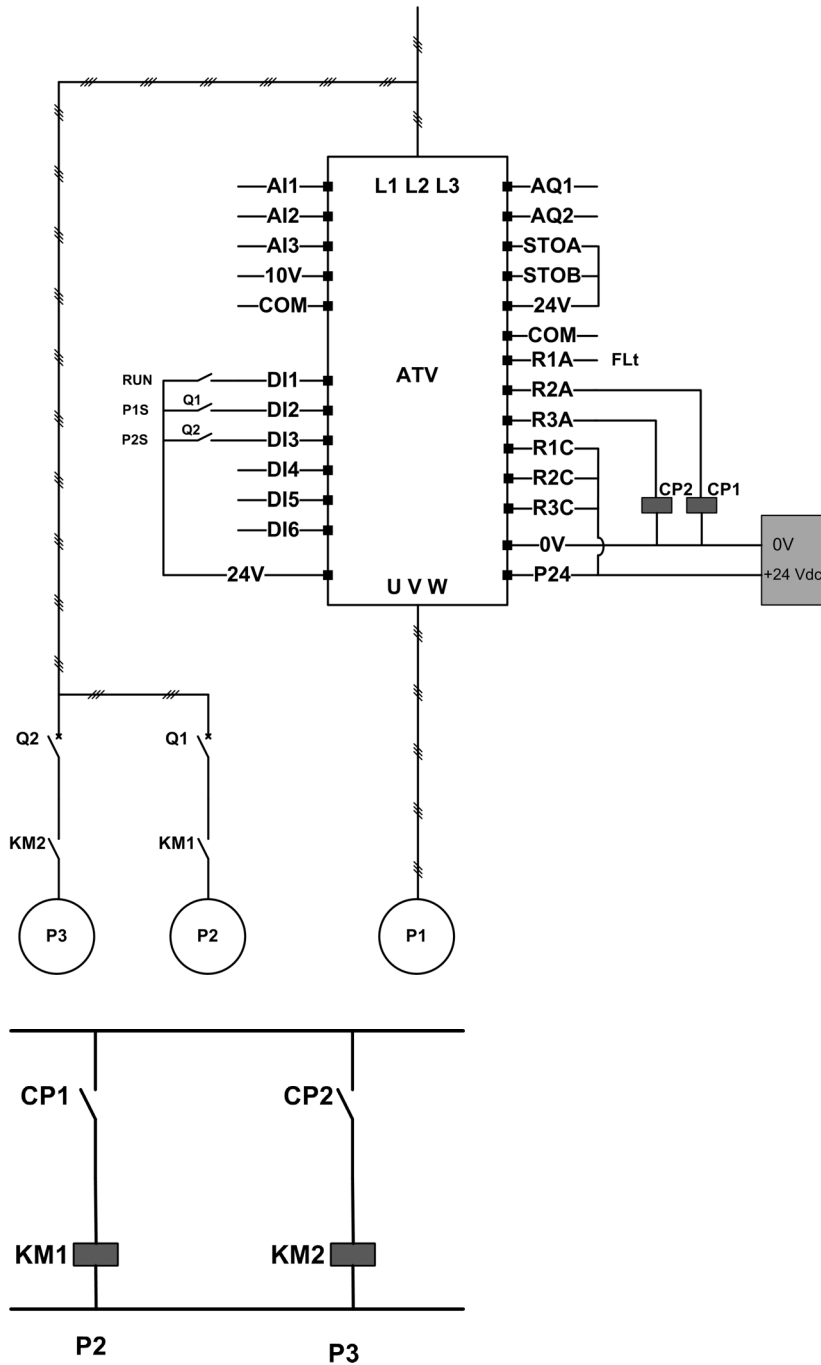 L1 L2 L3
AI1
AQ1
AI2
AQ2
AI3
STOA
10V
STOB
COM
24V
COM
ATV
R1A
FLt
RUN
DI1
R2A
P1S
Q1
DI2
R3A
P2S
Q2
DI3
R1C
DI4
R2C
CP2
CP1
DI5
R3C
DI6
0V
0V
24V
U V W
P24
+24 Vdc
Q2
Q1
KM2
KM1
P3
P2
P1
CP1
CP2
KM1
KM2
P2
P3